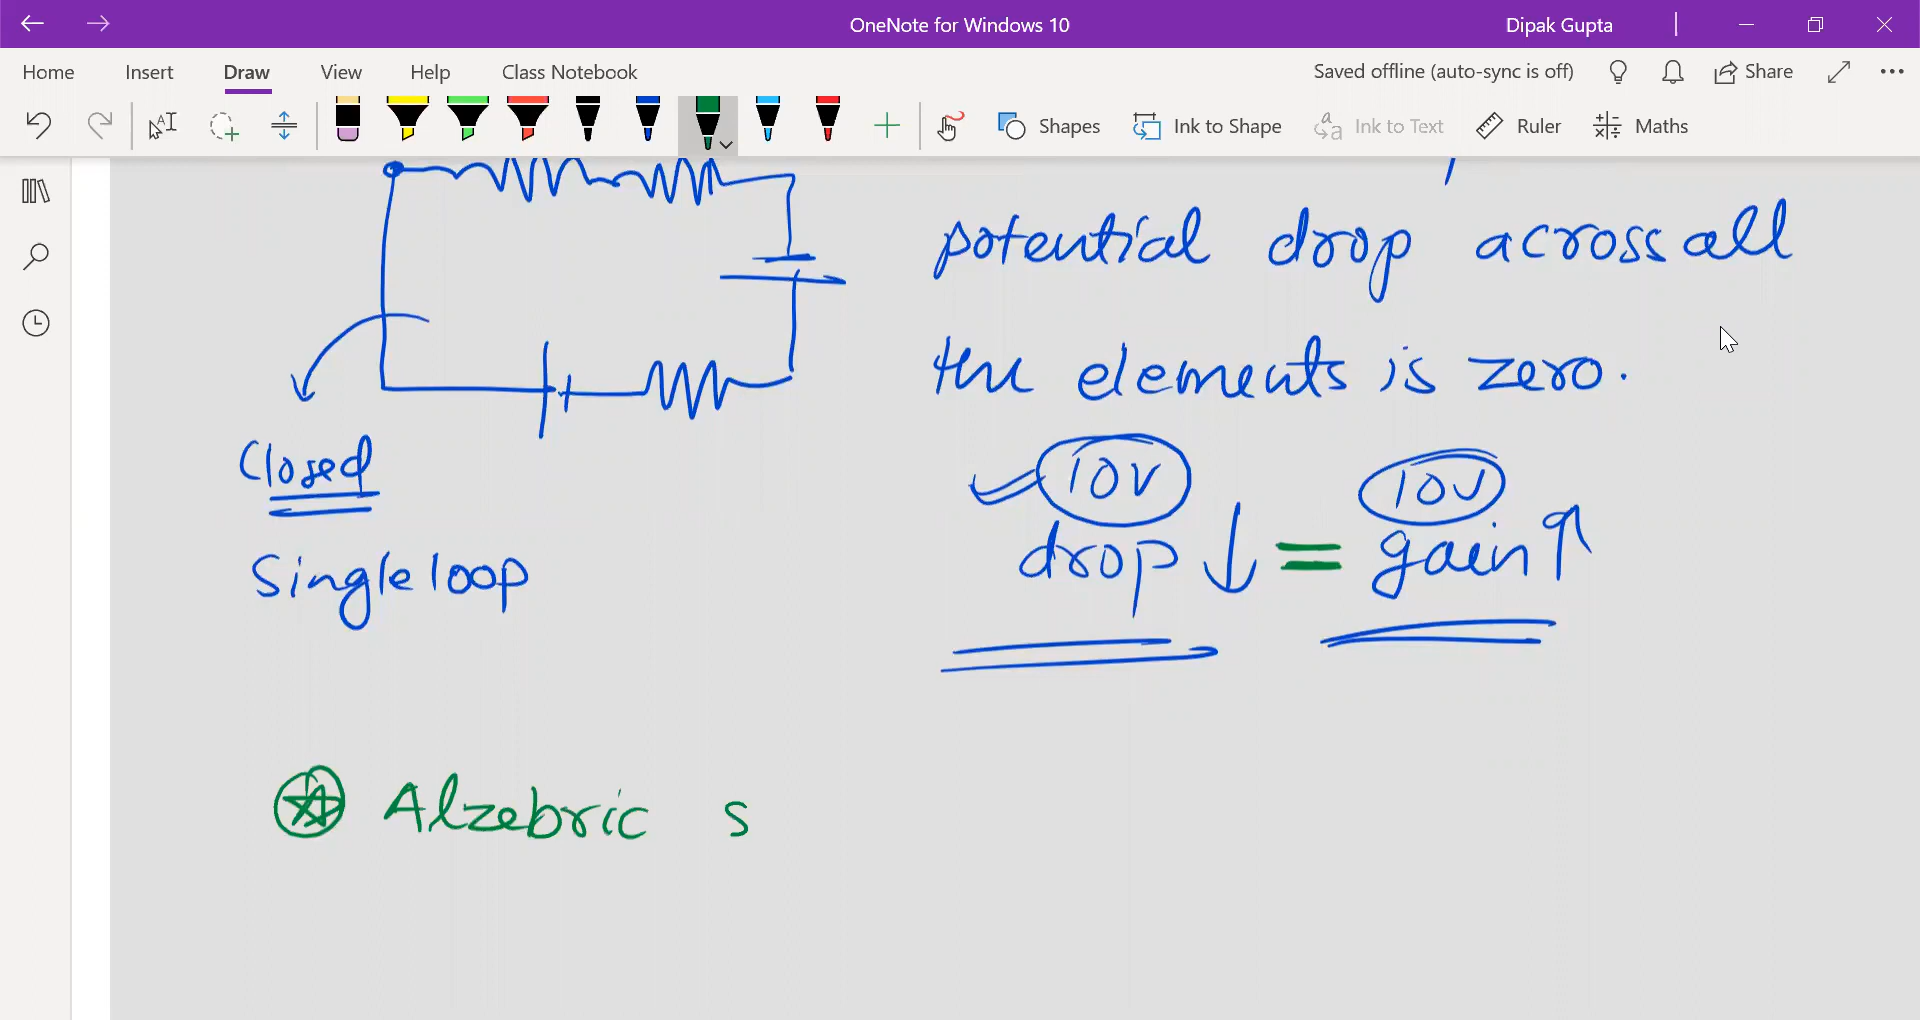 OneNote for Windows 10
Dipak Gupta
Home Insert Draw View Help Class Notebook
Saved offline (auto-sync is off) Share
Shapes Ink to Shape Ink to Text Ruler Maths
potential drop across all
the elements is zero.
Closed
Single loop
10V 10V
drop ↓ = gain ↑
Alzebric s